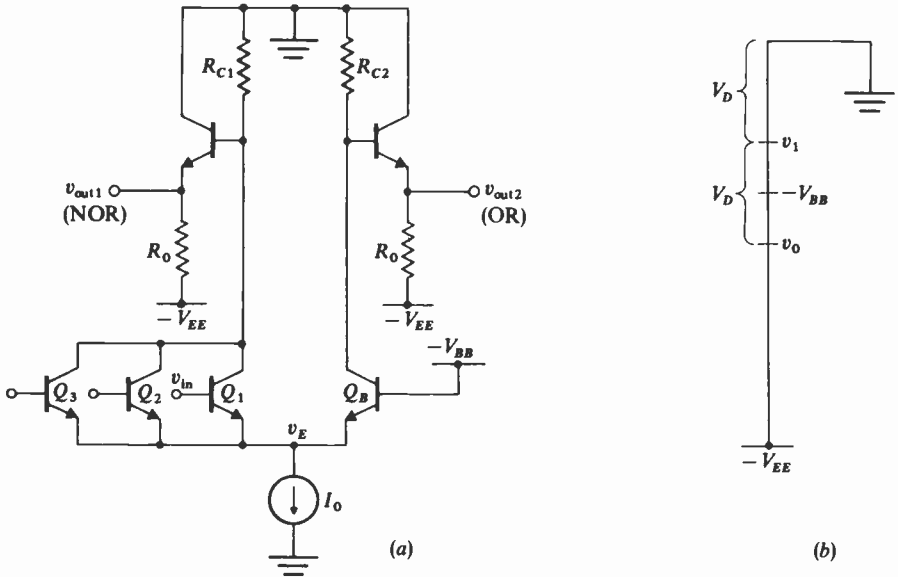 R_C1
R_C2
v_out1
(NOR)
v_out2
(OR)
R_0
R_0
−V_EE
−V_EE
−V_BB
Q_3
Q_2
v_in
Q_1
Q_B
v_E
I_0
(a)
V_D
v_1
V_D
−V_BB
v_0
−V_EE
(b)